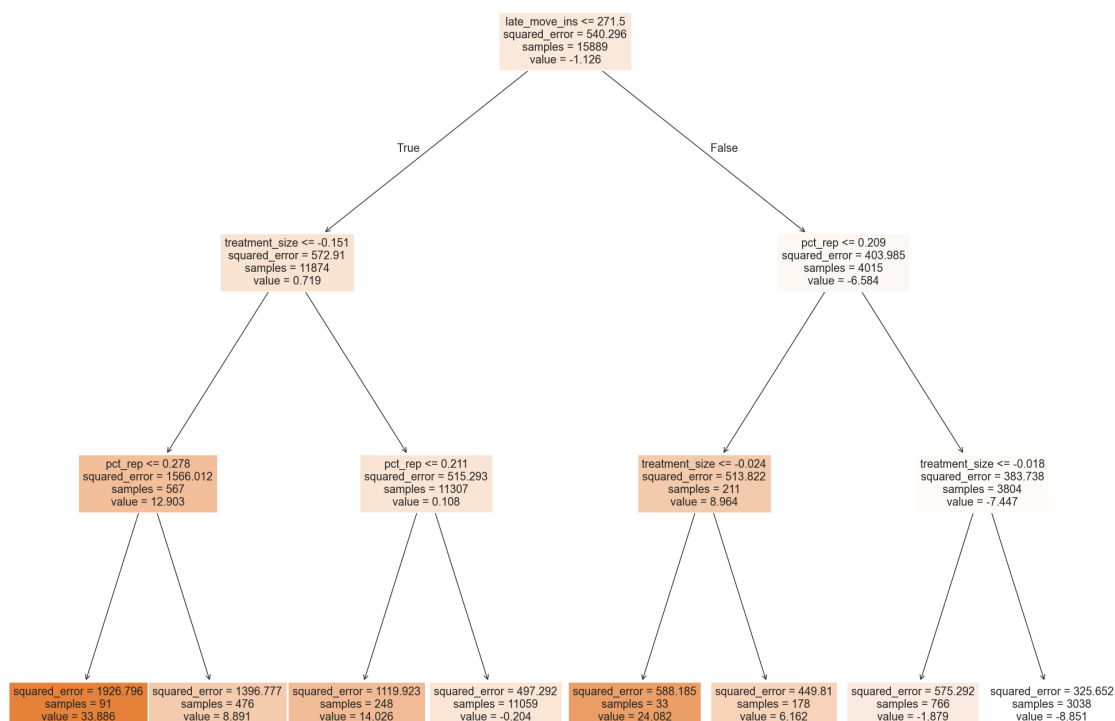 late_move_ins <= 271.5
squared_error = 540.296
samples = 15889
value = -1.126
True
False
treatment_size <= -0.151
squared_error = 572.91
samples = 11874
value = 0.719
pct_rep <= 0.209
squared_error = 403.985
samples = 4015
value = -6.584
pct_rep <= 0.278
squared_error = 1566.012
samples = 567
value = 12.903
pct_rep <= 0.211
squared_error = 515.293
samples = 11307
value = 0.108
treatment_size <= -0.024
squared_error = 513.822
samples = 211
value = 8.964
treatment_size <= -0.018
squared_error = 383.738
samples = 3804
value = -7.447
squared_error = 1926.796
samples = 91
value = 33.886
squared_error = 1396.777
samples = 476
value = 8.891
squared_error = 1119.923
samples = 248
value = 14.026
squared_error = 497.292
samples = 11059
value = -0.204
squared_error = 588.185
samples = 33
value = 24.082
squared_error = 449.81
samples = 178
value = 6.162
squared_error = 575.292
samples = 766
value = -1.879
squared_error = 325.652
samples = 3038
value = -8.851